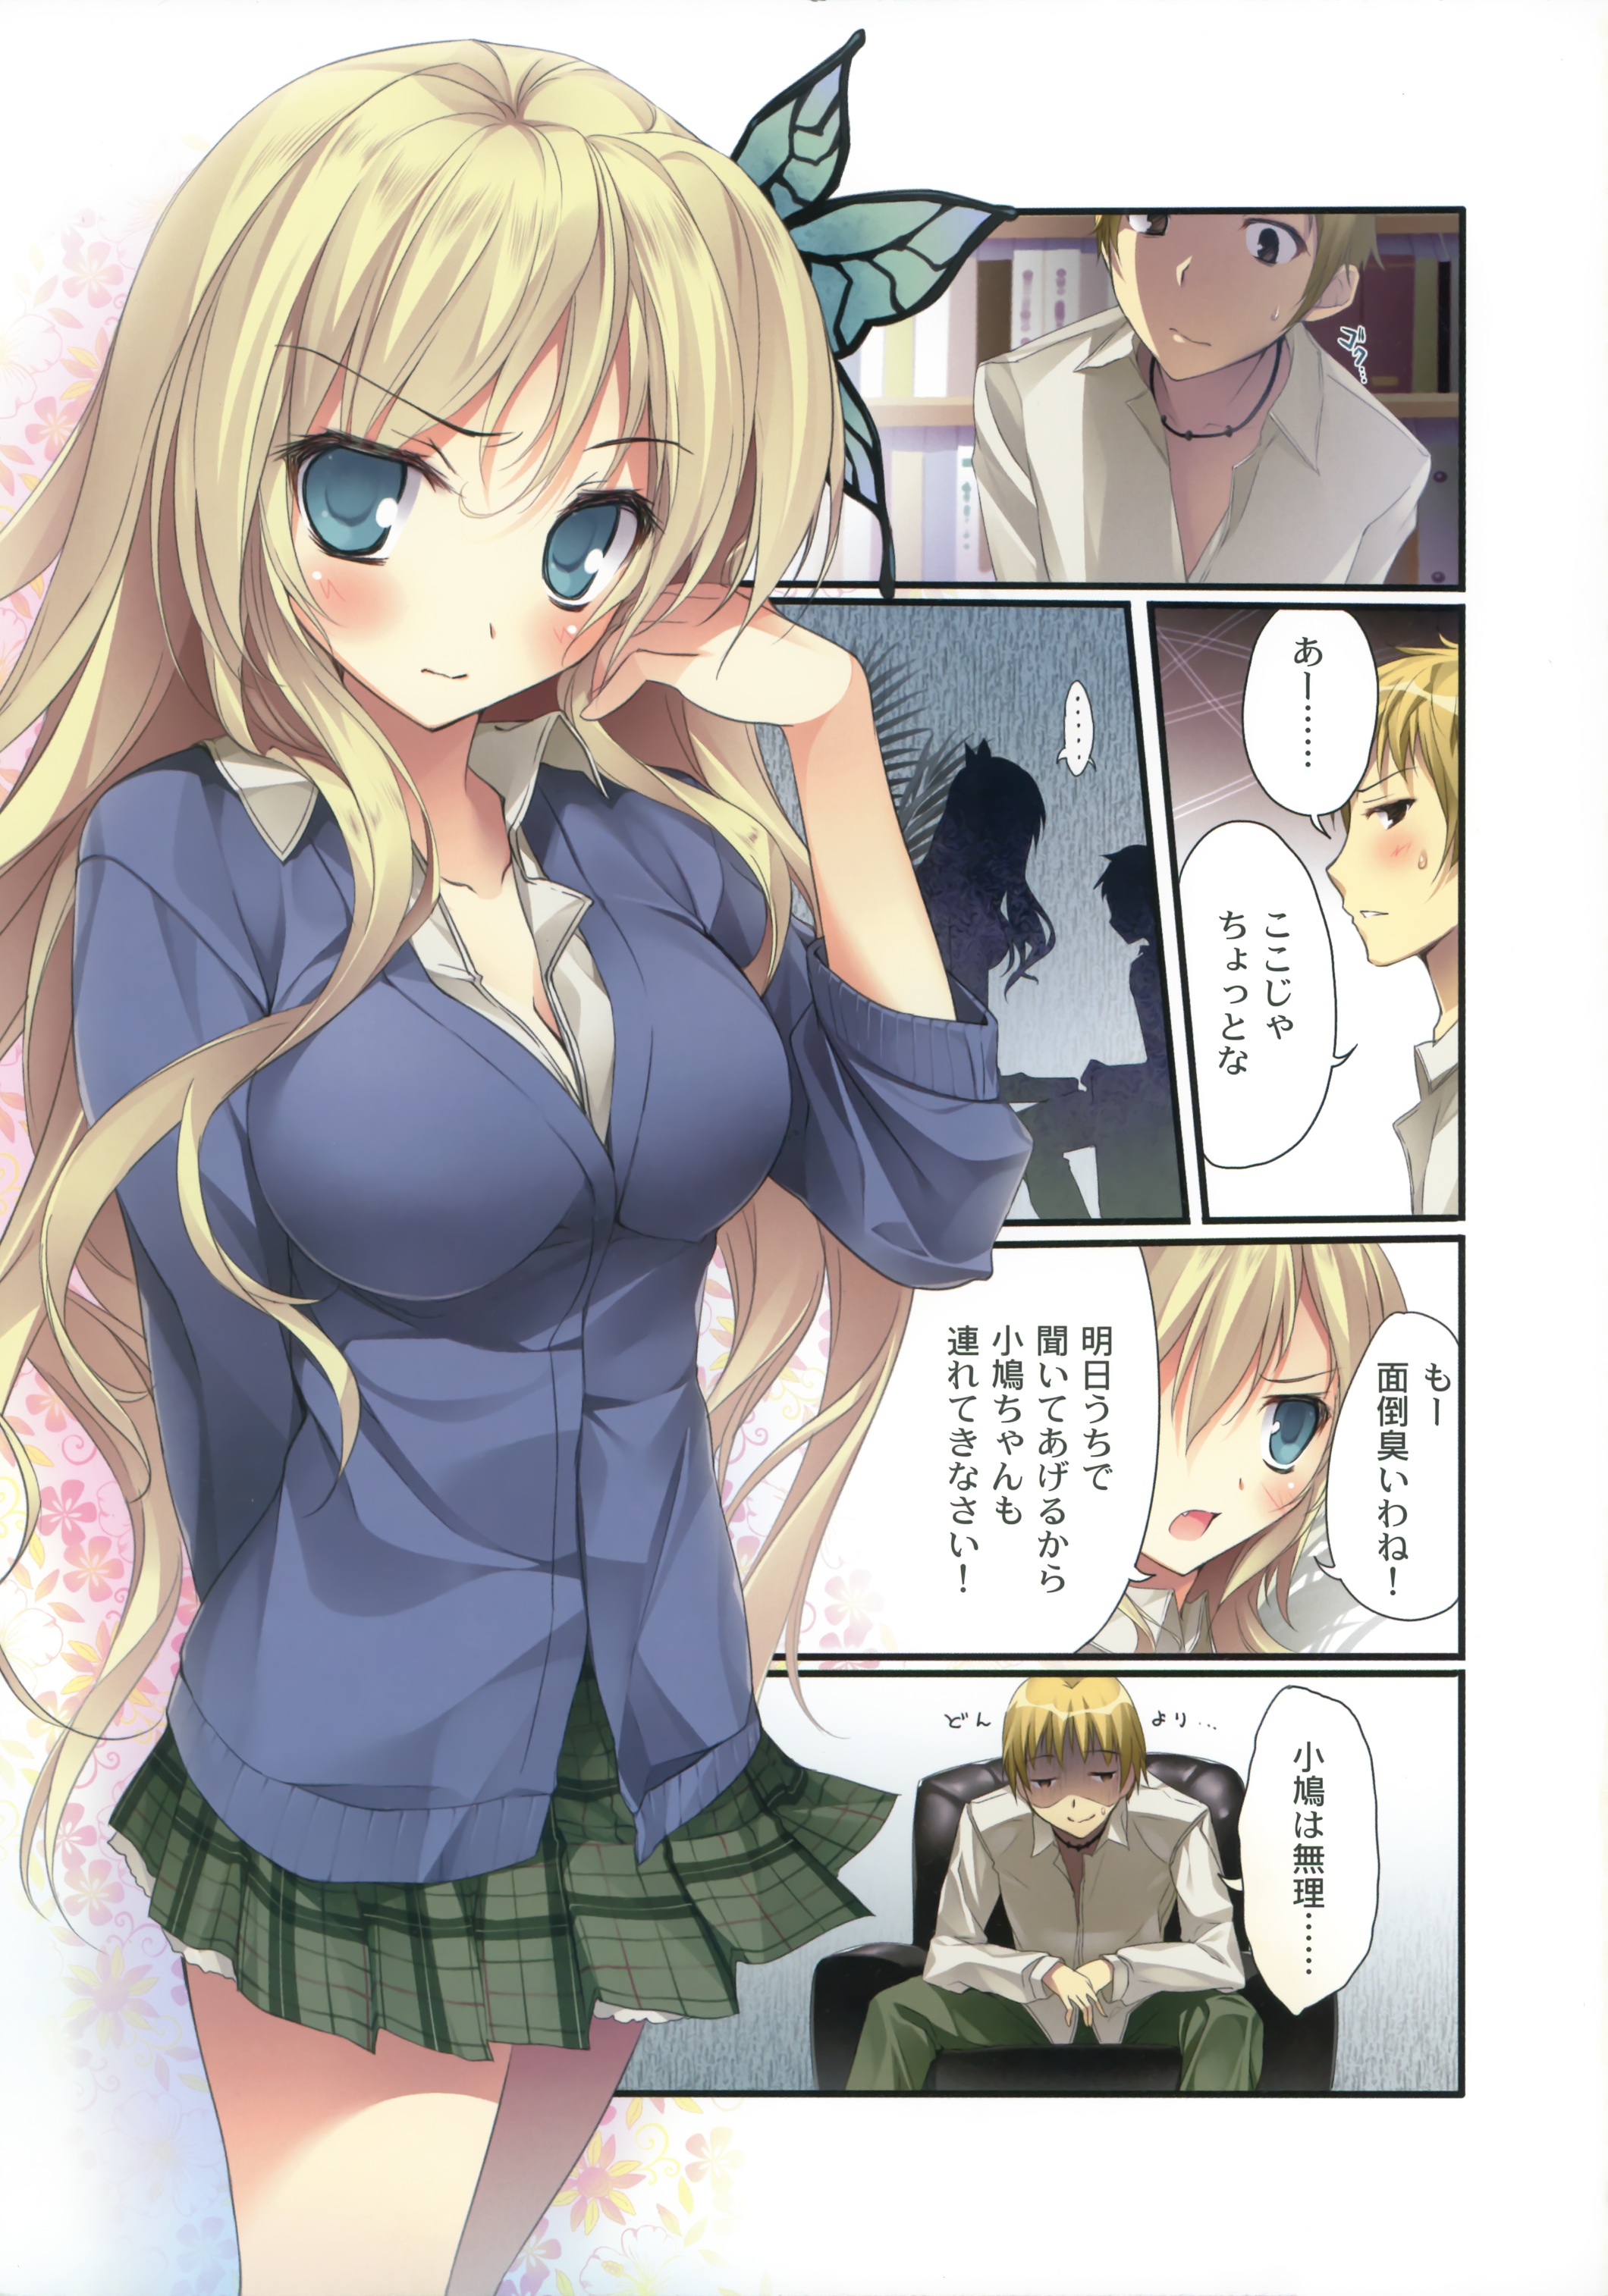 ゴク…
あー………
ここじゃ
ちょっとな
……
もー
面倒臭いわね！
明日うちで
聞いてあげるから
小鳩ちゃんも
連れてきなさい！
小鳩は無理………
どんより…